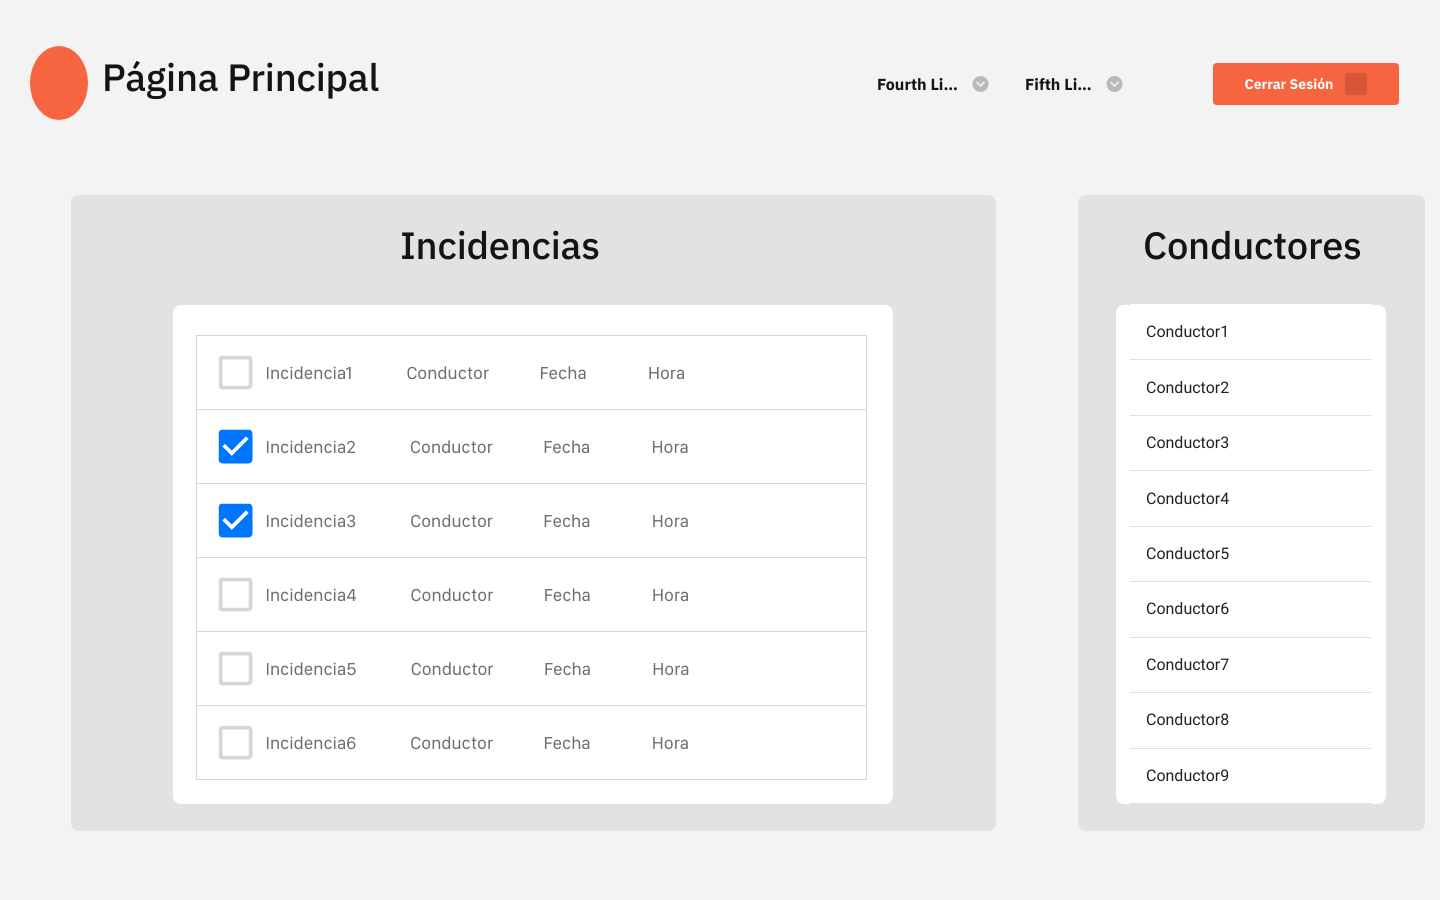 Página Principal
Fourth Li...
Fifth Li...
Cerrar Sesión
Incidencias
Incidencia1 Conductor Fecha Hora
Incidencia2 Conductor Fecha Hora
Incidencia3 Conductor Fecha Hora
Incidencia4 Conductor Fecha Hora
Incidencia5 Conductor Fecha Hora
Incidencia6 Conductor Fecha Hora
Conductores
Conductor1
Conductor2
Conductor3
Conductor4
Conductor5
Conductor6
Conductor7
Conductor8
Conductor9